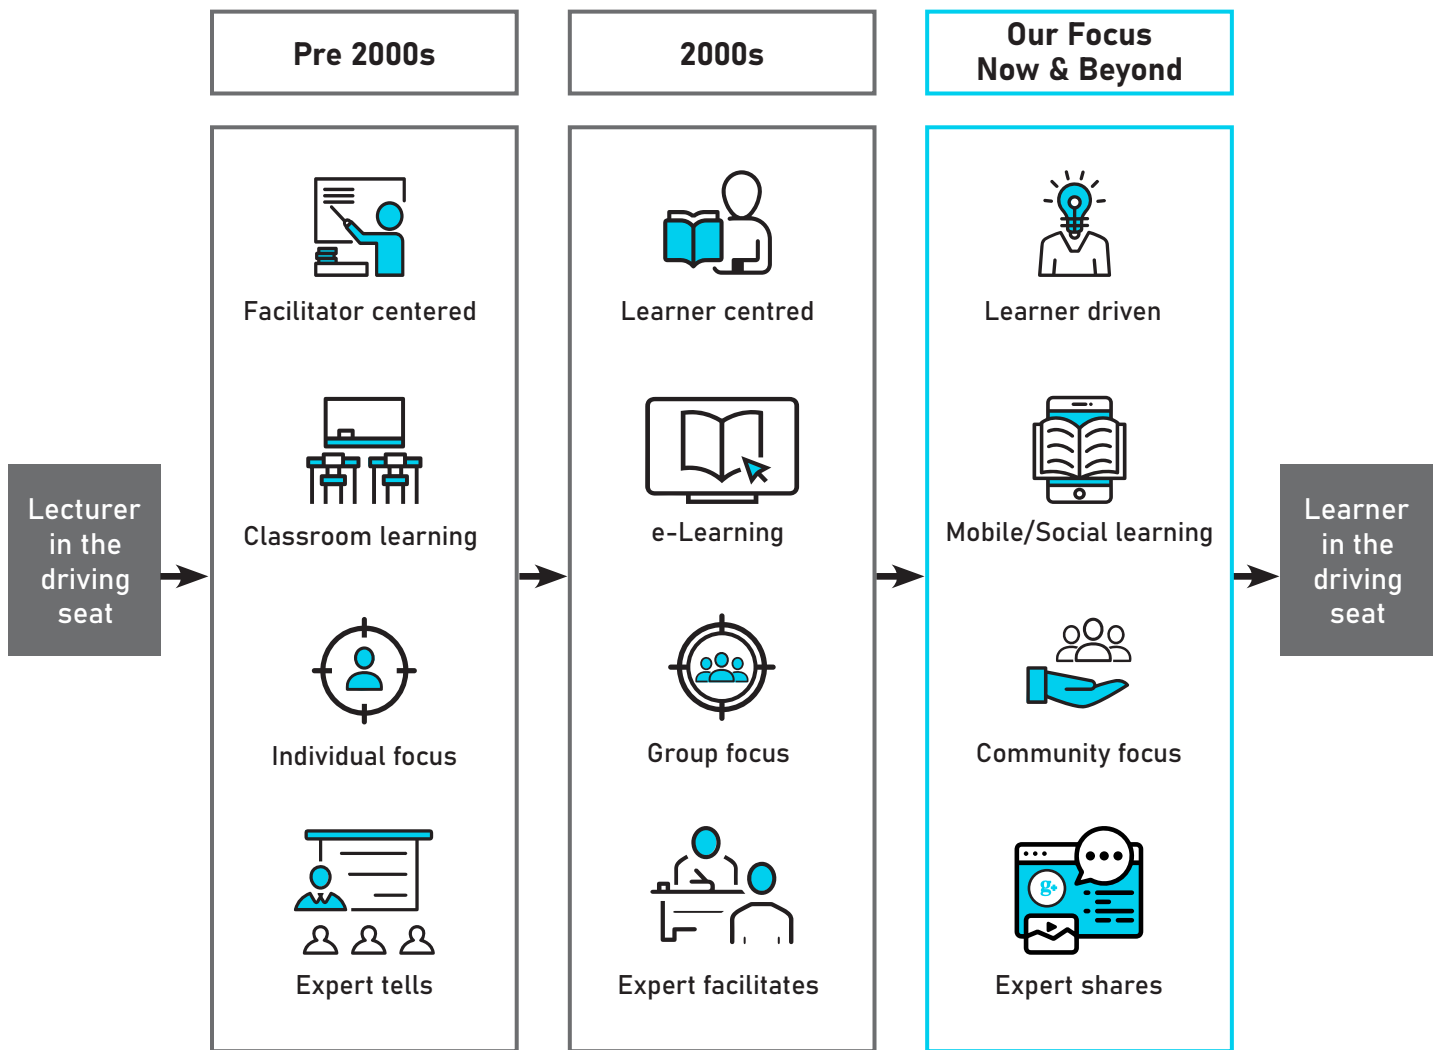 Pre 2000s
2000s
Our Focus
Now & Beyond
Lecturer
in the
driving
seat
Facilitator centered
Classroom learning
Individual focus
Expert tells
Learner centred
e-Learning
Group focus
Expert facilitates
Learner driven
Mobile/Social learning
Community focus
g+
Expert shares
Learner
in the
driving
seat